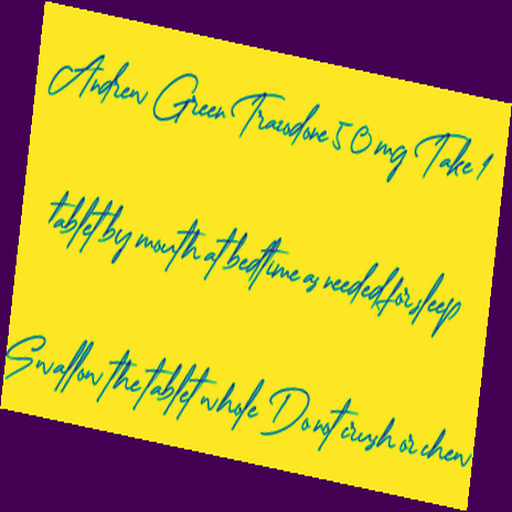 Andrew Green Trazodone 50 mg Take 1
tablet by mouth at bedtime as needed for sleep
Swallow the tablet whole Do not crush or chew